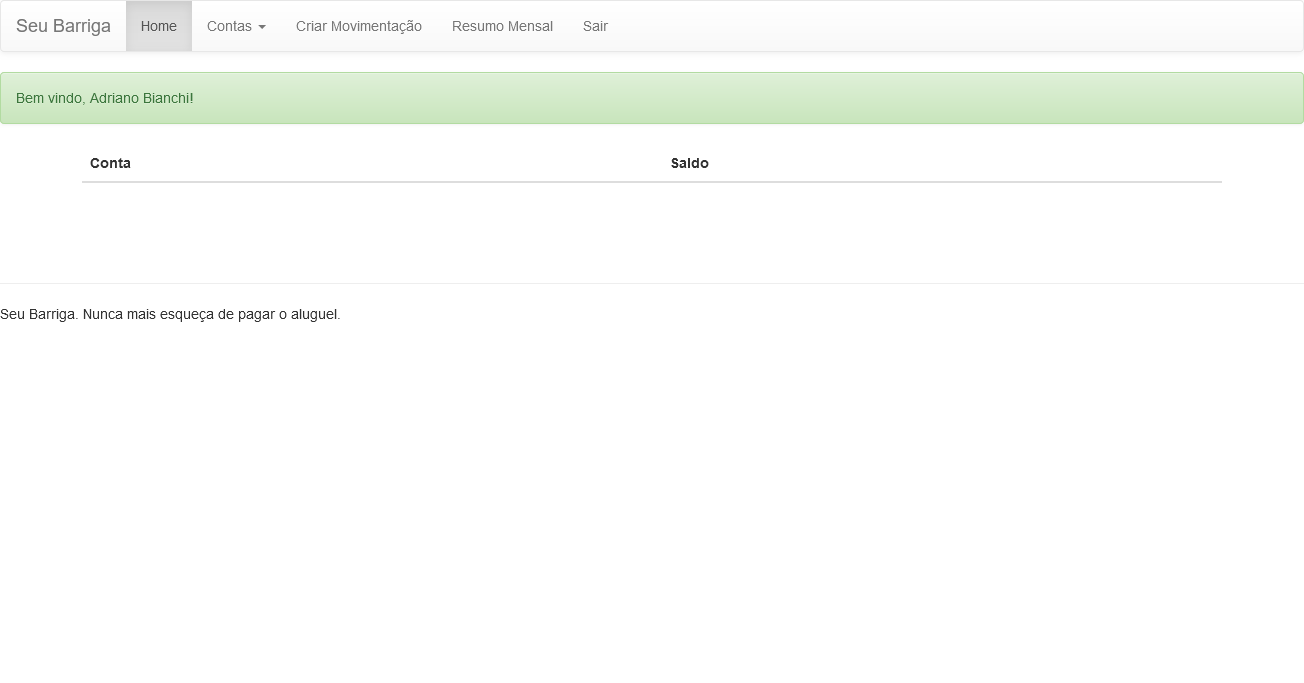 Seu Barriga Home Contas Criar Movimentação Resumo Mensal Sair
Bem vindo, Adriano Bianchi!
Conta Saldo
Seu Barriga. Nunca mais esqueça de pagar o aluguel.